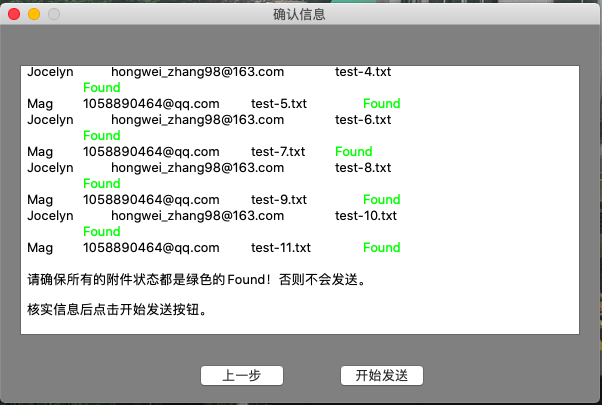 确认信息
Jocelyn hongwei_zhang98@163.com test-4.txt
Found
Mag 1058890464@qq.com test-5.txt Found
Jocelyn hongwei_zhang98@163.com test-6.txt
Found
Mag 1058890464@qq.com test-7.txt Found
Jocelyn hongwei_zhang98@163.com test-8.txt
Found
Mag 1058890464@qq.com test-9.txt Found
Jocelyn hongwei_zhang98@163.com test-10.txt
Found
Mag 1058890464@qq.com test-11.txt Found
请确保所有的附件状态都是绿色的Found！否则不会发送。
核实信息后点击开始发送按钮。
上一步 开始发送